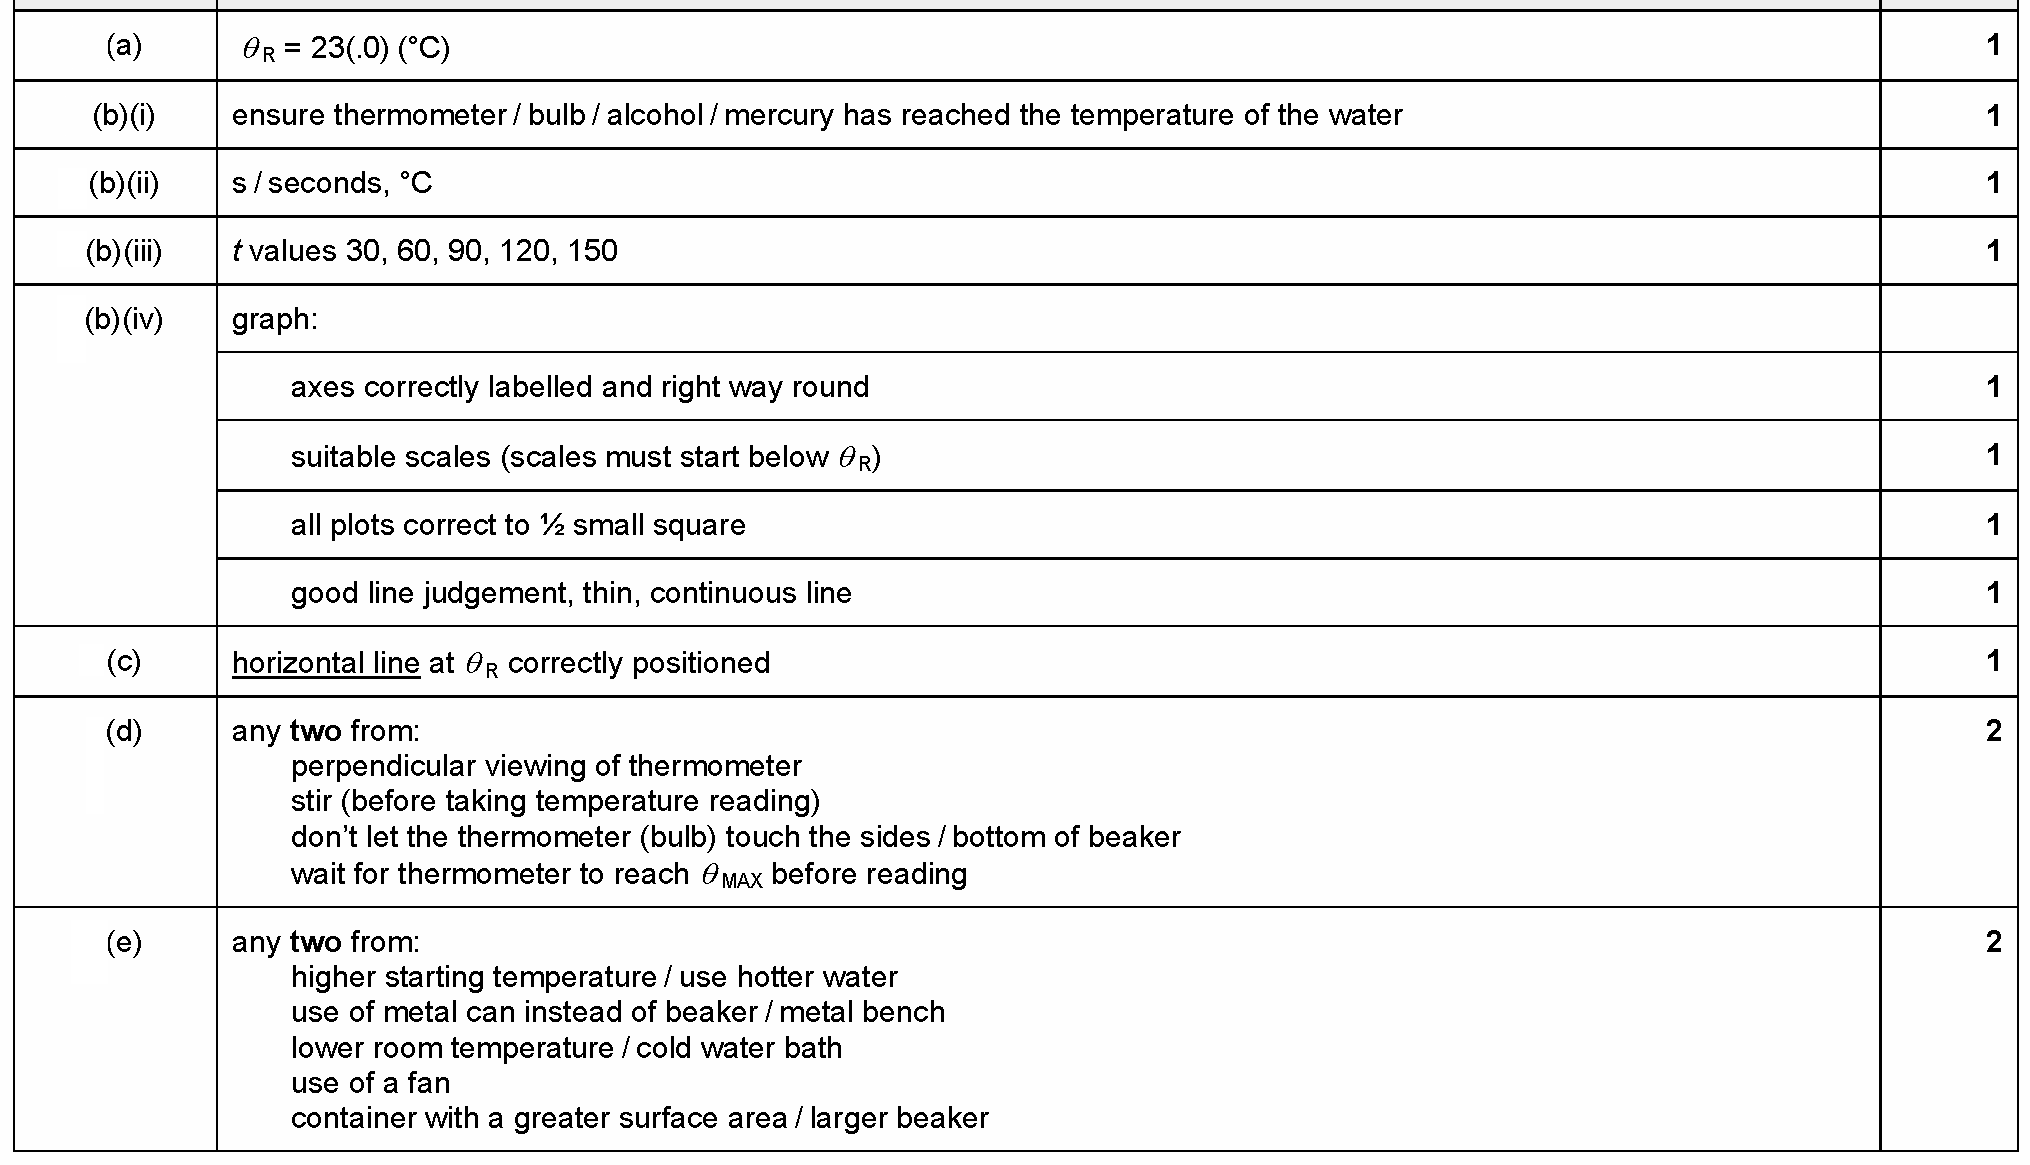 (a) θR = 23(.0) (°C) 1
(b)(i) ensure thermometer / bulb / alcohol / mercury has reached the temperature of the water 1
(b)(ii) s / seconds, °C 1
(b)(iii) t values 30, 60, 90, 120, 150 1
(b)(iv) graph:
axes correctly labelled and right way round 1
suitable scales (scales must start below θR) 1
all plots correct to ½ small square 1
good line judgement, thin, continuous line 1
(c) horizontal line at θR correctly positioned 1
(d) any two from: 2
perpendicular viewing of thermometer
stir (before taking temperature reading)
don’t let the thermometer (bulb) touch the sides / bottom of beaker
wait for thermometer to reach θMAX before reading
(e) any two from: 2
higher starting temperature / use hotter water
use of metal can instead of beaker / metal bench
lower room temperature / cold water bath
use of a fan
container with a greater surface area / larger beaker